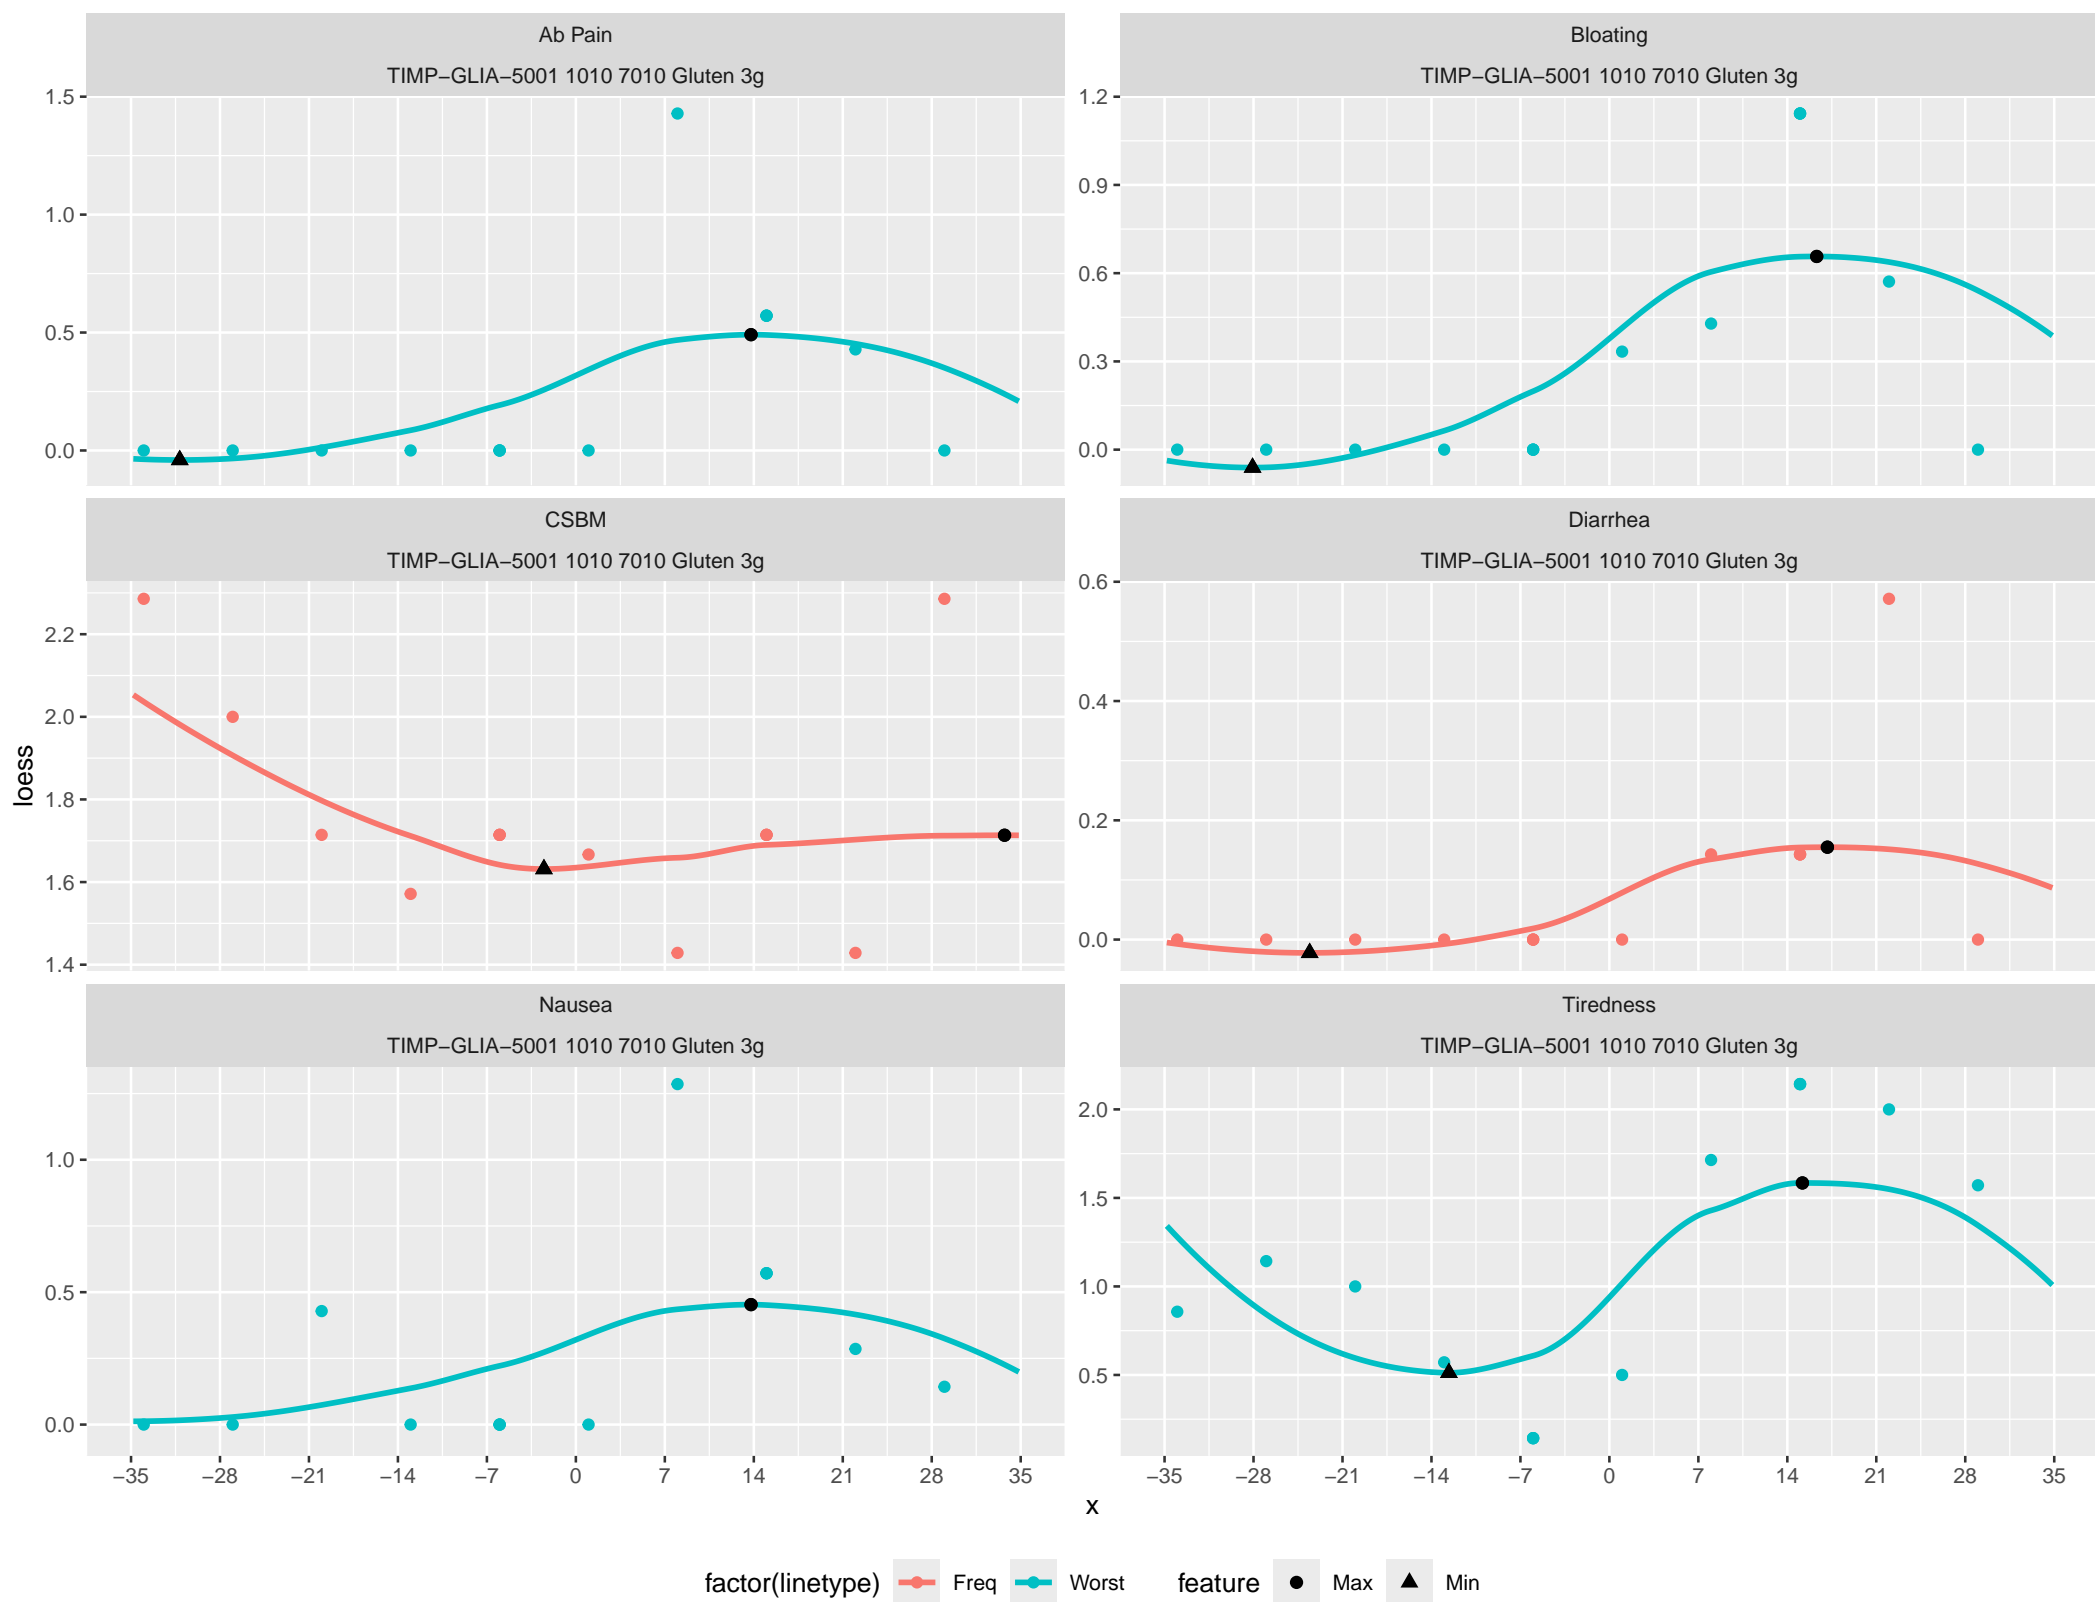 Ab Pain
TIMP−GLIA−5001 1010 7010 Gluten 3g
1.5
1.0
0.5
0.0
Bloating
TIMP−GLIA−5001 1010 7010 Gluten 3g
1.2
0.9
0.6
0.3
0.0
CSBM
TIMP−GLIA−5001 1010 7010 Gluten 3g
2.2
2.0
1.8
1.6
1.4
Diarrhea
TIMP−GLIA−5001 1010 7010 Gluten 3g
0.6
0.4
0.2
0.0
loess
Nausea
TIMP−GLIA−5001 1010 7010 Gluten 3g
1.0
0.5
0.0
−35 −28 −21 −14 −7 0 7 14 21 28 35
Tiredness
TIMP−GLIA−5001 1010 7010 Gluten 3g
2.0
1.5
1.0
0.5
−35 −28 −21 −14 −7 0 7 14 21 28 35
x
factor(linetype) Freq Worst feature Max Min